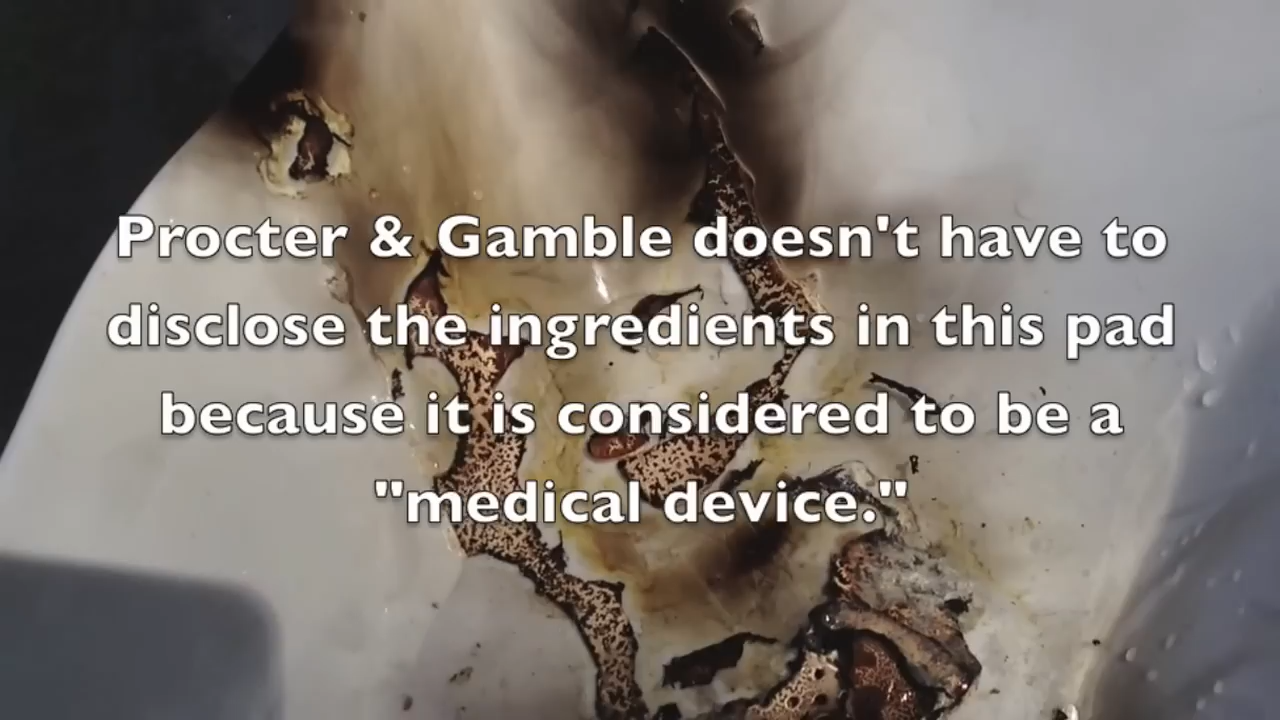 Procter & Gamble doesn't have to
disclose the ingredients in this pad
because it is considered to be a
"medical device."